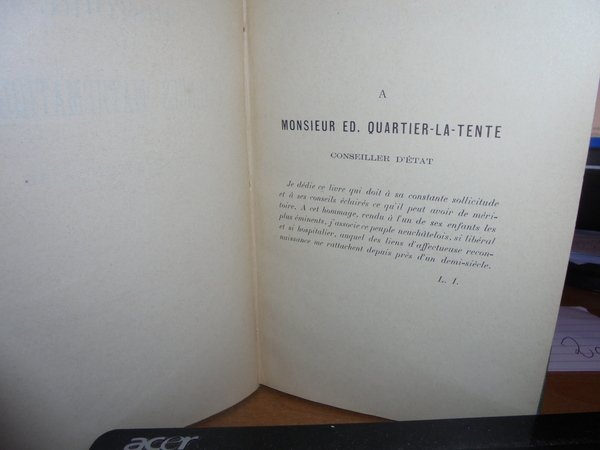 A
MONSIEUR ED. QUARTIER-LA-TENTE
CONSEILLER D'ÉTAT
Je dédie ce livre qui doit à sa constante sollicitude
et à ses conseils éclairés ce qu'il peut avoir de méri-
toire. A cet hommage, rendu à l'un de ses enfants les
plus éminents, j'associe ce peuple neuchâtelois, si libéral
et si hospitalier, auquel des liens d'affectueuse recon-
naissance me rattachent depuis près d'un demi-siècle.
L. I.
acer